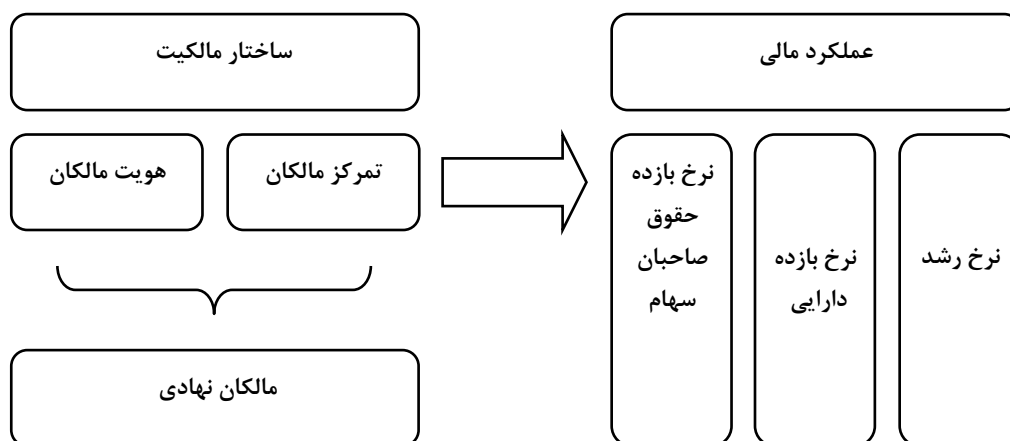 ساختار مالکیت
عملکرد مالی
تمرکز مالکان
هویت مالکان
مالکان نهادی
نرخ رشد
نرخ بازده
دارایی
نرخ بازده
حقوق
صاحبان
سهام